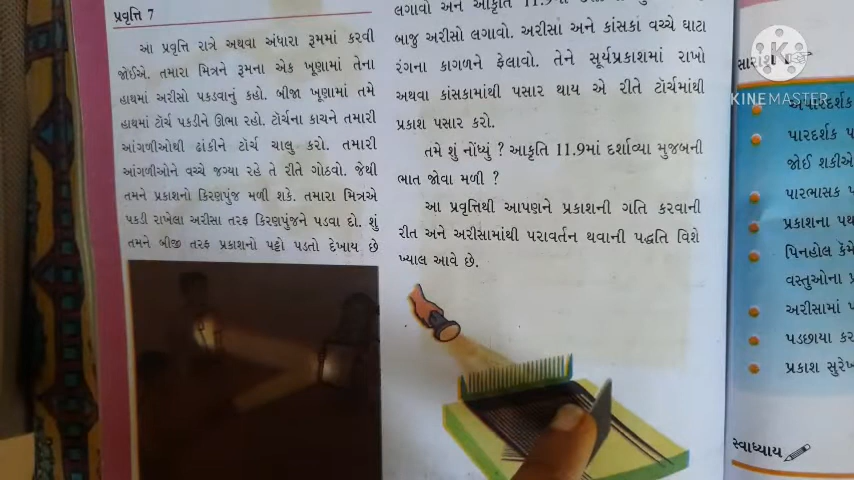 પ્રવૃત્તિ 7
આ પ્રવૃત્તિ રાત્રે અથવા અંધારા રૂમમાં કરવી
જોઈએ. તમારા મિત્રને રૂમના એક ખૂણામાં તેના
હાથમાં અરીસો પકડવાનું કહો. બીજા ખૂણામાં તમે
હાથમાં ટૉર્ચ પકડીને ઊભા રહો. ટૉર્ચના કાચને તમારી
આંગળીઓથી ઢાંકીને ટૉર્ચ ચાલુ કરો. તમારી
આંગળીઓને વચ્ચે જગ્યા રહે તે રીતે ગોઠવો. જેથી
તમને પ્રકાશનો કિરણપુંજ મળી શકે. તમારા મિત્રએ
પકડી રાખેલા અરીસા તરફ કિરણપુંજને પડવા દો. શું
તમને બીજી તરફ પ્રકાશનો પટ્ટો પડતો દેખાય છે
લગાવો અને આકૃતિ 11.9માં
બાજુ અરીસો લગાવો. અરીસા અને કાંસકાં વચ્ચે ઘાટા
રંગના કાગળને ફેલાવો. તેને સૂર્યપ્રકાશમાં રાખો
અથવા કાંસકામાંથી પસાર થાય એ રીતે ટૉર્ચમાંથી
પ્રકાશ પસાર કરો.
તમે શું નોંધ્યું ? આકૃતિ 11.9માં દર્શાવ્યા મુજબની
ભાત જોવા મળી ?
આ પ્રવૃત્તિથી આપણને પ્રકાશની ગતિ કરવાની
રીત અને અરીસામાંથી પરાવર્તન થવાની પદ્ધતિ વિશે
ખ્યાલ આવે છે.
સારાંશ
KINEMASTER
અપારદર્શક
પારદર્શક
જોઈ શકીએ
પારભાસક
પ્રકાશના
પિનહોલ
વસ્તુઓના
અરીસામાં
પડછાયા
પ્રકાશ
સ્વાધ્યાય